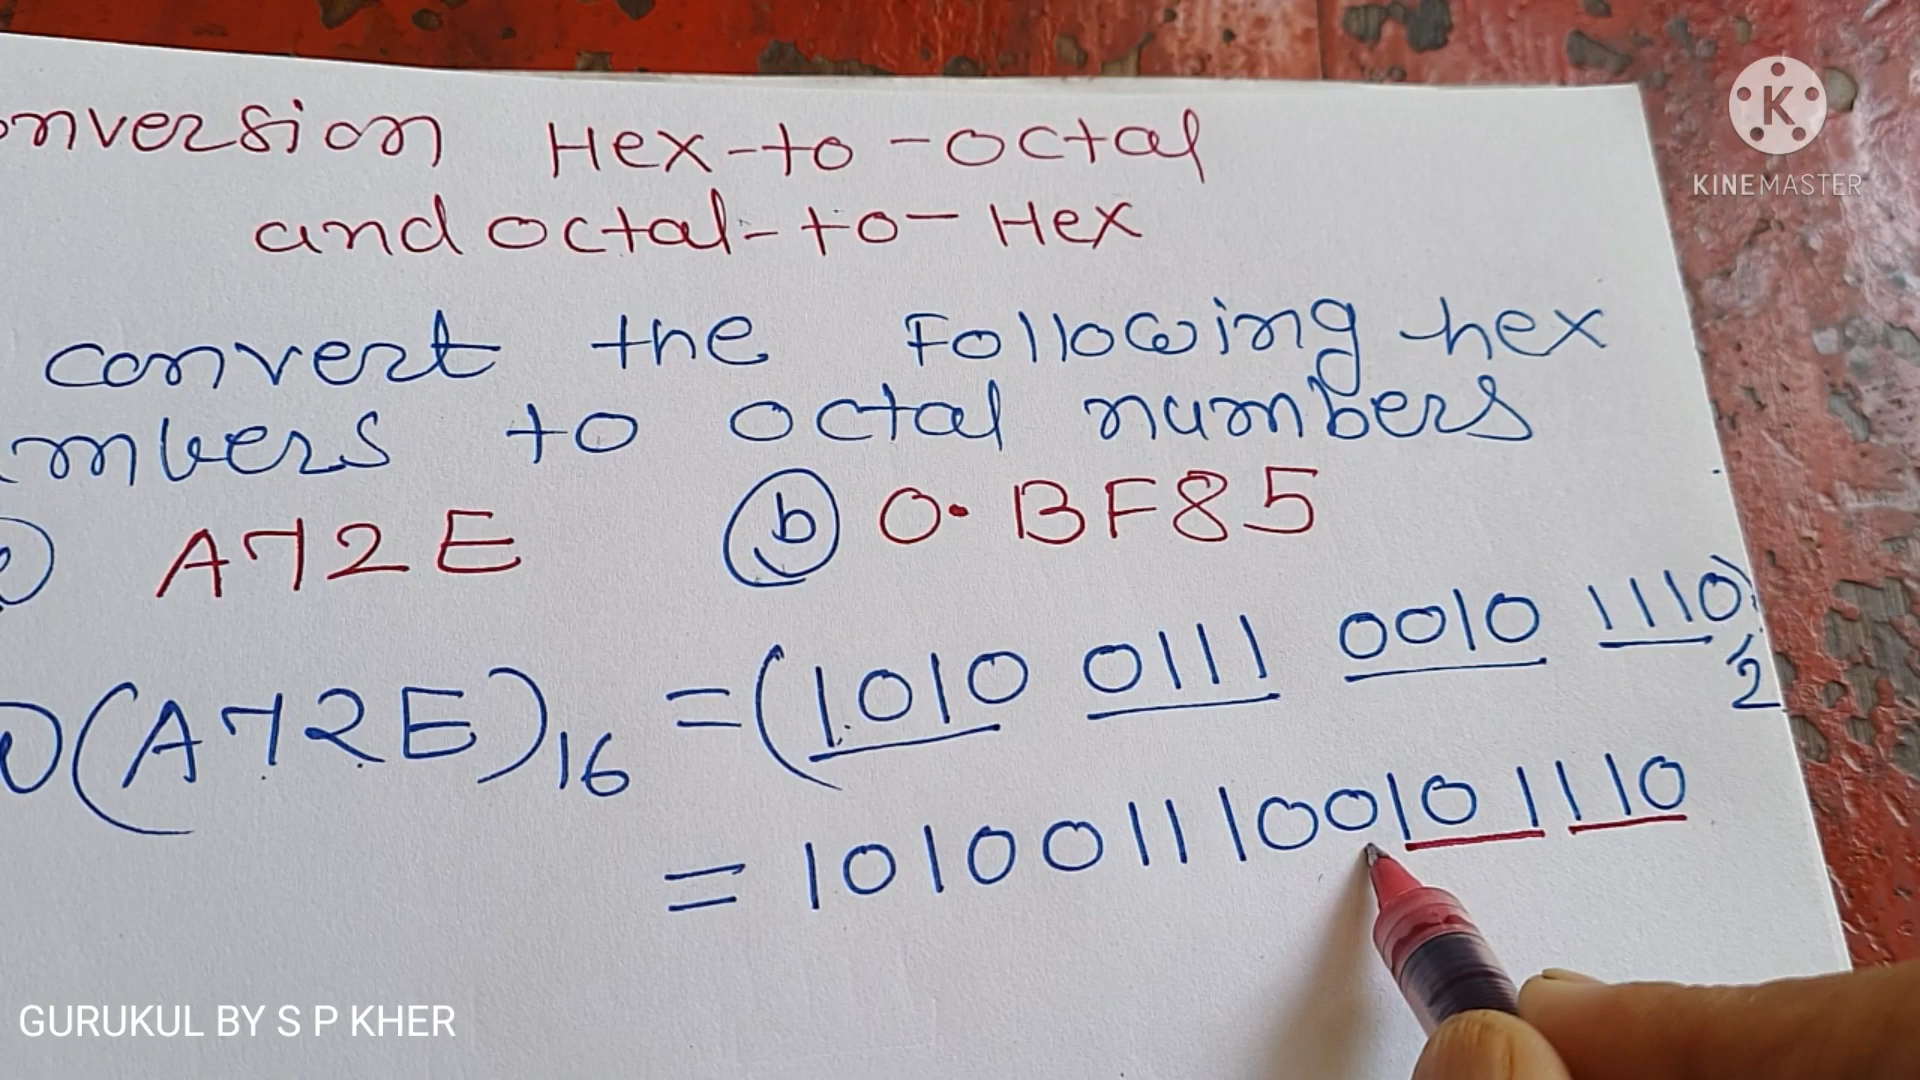 onversion Hex-to-octal
and octal-to-Hex
convert the Following hex
mbers to octal numbers
A72E (b) 0.BF85
(A72E)16 = (1010 0111 0010 1110)2
= 1010011100101110
K
KINEMASTER
GURUKUL BY S P KHER